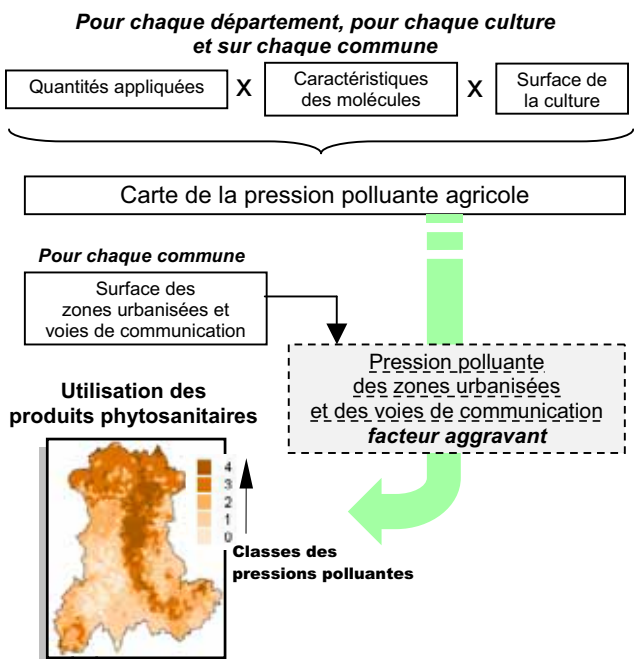 Pour chaque département, pour chaque culture
et sur chaque commune
Quantités appliquées X Caractéristiques des molécules X Surface de la culture
Carte de la pression polluante agricole
Pour chaque commune
Surface des
zones urbanisées et
voies de communication
Pression polluante
des zones urbanisées
et des voies de communication
facteur aggravant
Utilisation des
produits phytosanitaires
4
3
2
1
0
Classes des
pressions polluantes